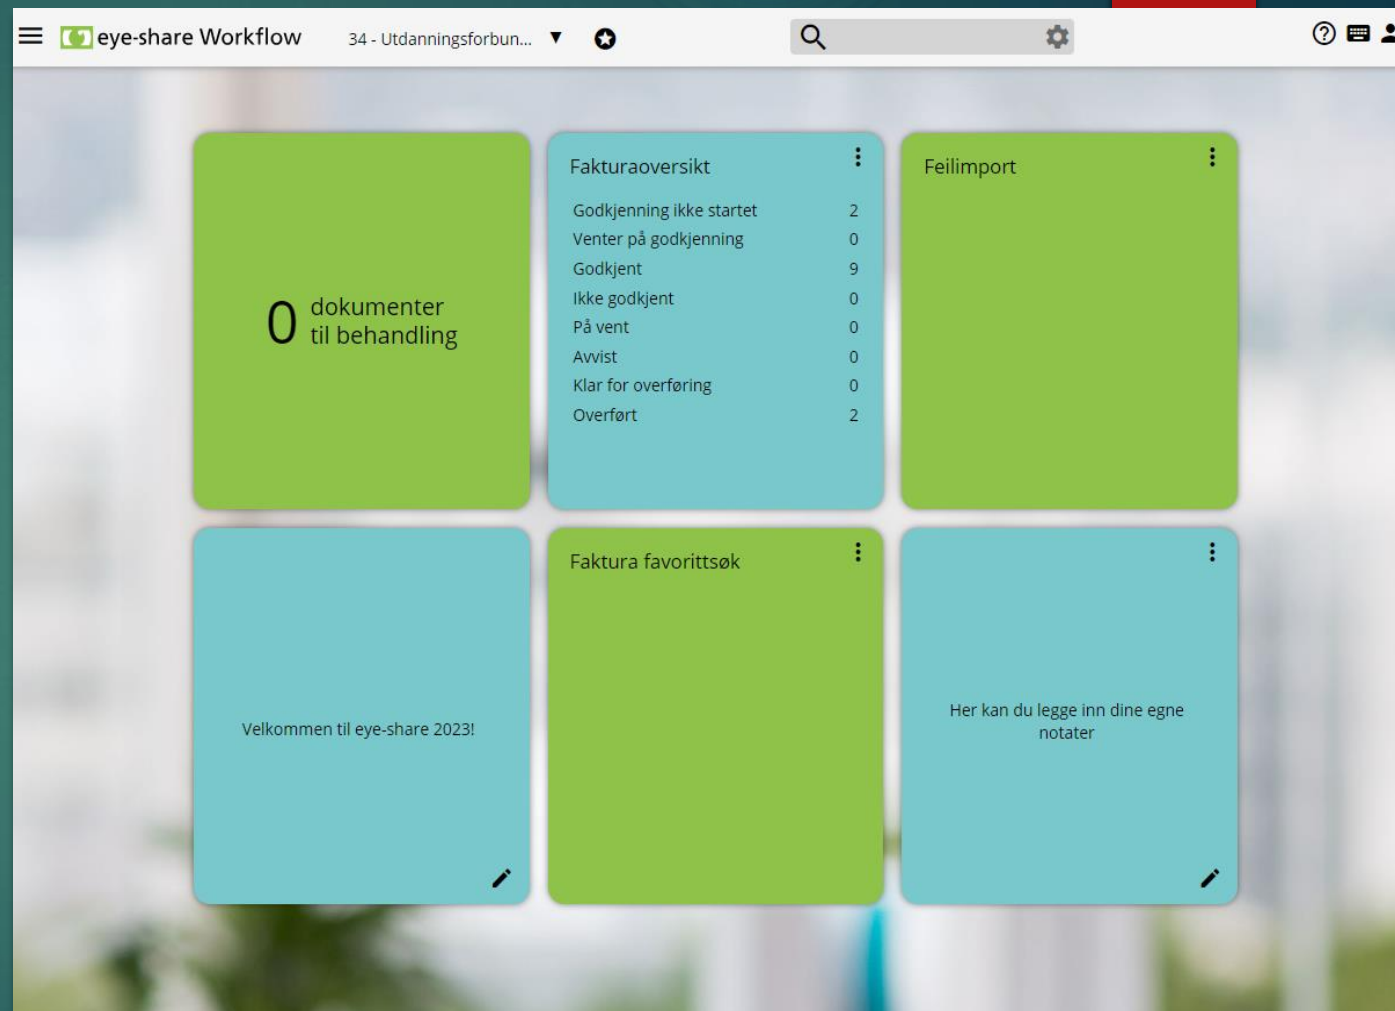 eye-share Workflow
34 - Utdanningsforbun...
0 dokumenter
til behandling
Fakturaoversikt
Godkjenning ikke startet 2
Venter på godkjenning 0
Godkjent 9
Ikke godkjent 0
På vent 0
Avvist 0
Klar for overføring 0
Overført 2
Feilimport
Velkommen til eye-share 2023!
Faktura favorittsøk
Her kan du legge inn dine egne
notater